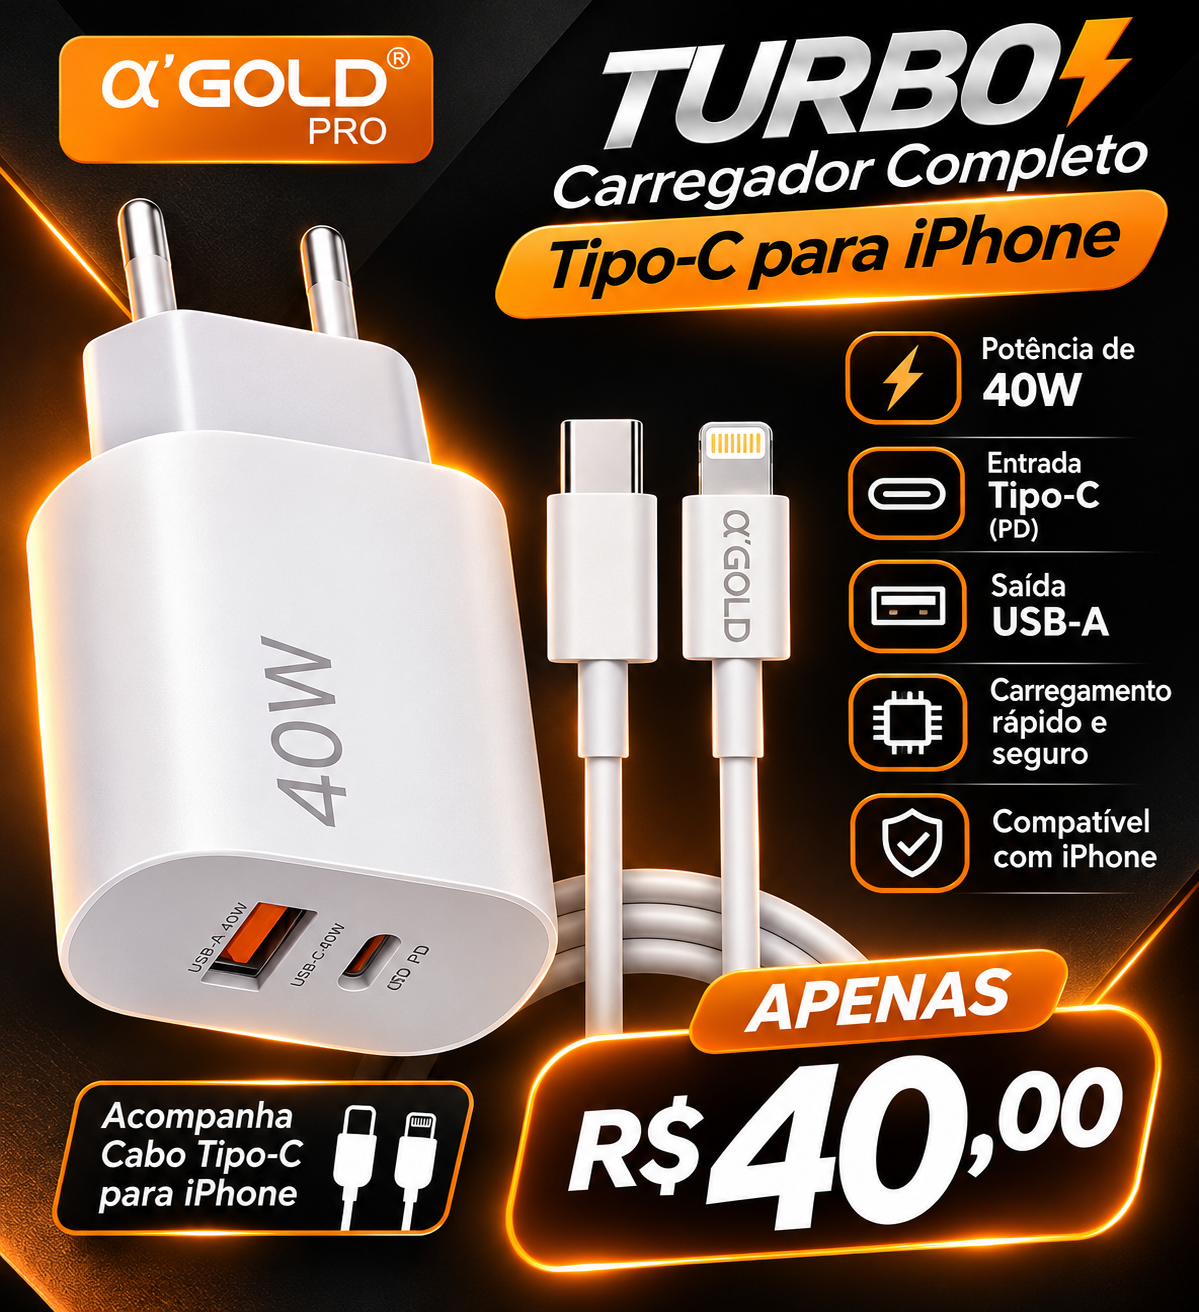 α'GOLD®
PRO
TURBO
Carregador Completo
Tipo-C para iPhone
Potência de
40W
Entrada
Tipo-C
(PD)
Saída
USB-A
Carregamento
rápido e
seguro
Compatível
com iPhone
α'GOLD
40W
USB-A 40W
USB-C:40W
PD
APENAS
R$40,00
Acompanha
Cabo Tipo-C
para iPhone